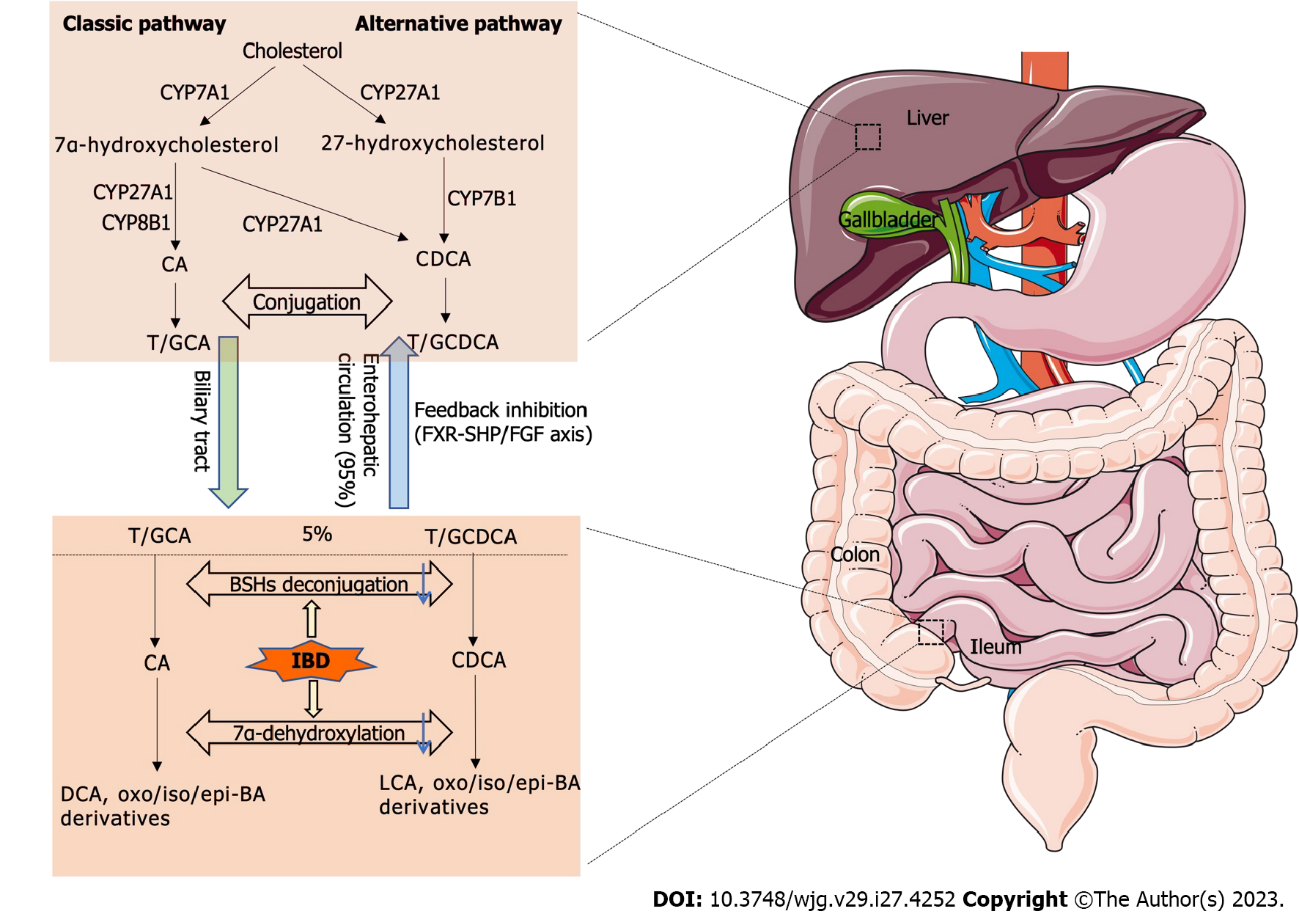 Classic pathway
Alternative pathway
Cholesterol
CYP7A1
CYP27A1
7α-hydroxycholesterol
27-hydroxycholesterol
CYP27A1
CYP8B1
CYP27A1
CYP7B1
CA
CDCA
Conjugation
T/GCA
T/GCDCA
Biliary tract
Enterohepatic
circulation (95%)
Feedback inhibition
(FXR-SHP/FGF axis)
T/GCA
5%
T/GCDCA
BSHs deconjugation
CA
IBD
CDCA
7α-dehydroxylation
DCA, oxo/iso/epi-BA
derivatives
LCA, oxo/iso/epi-BA
derivatives
Liver
Gallbladder
Colon
Ileum
DOI: 10.3748/wjg.v29.i27.4252 Copyright ©The Author(s) 2023.